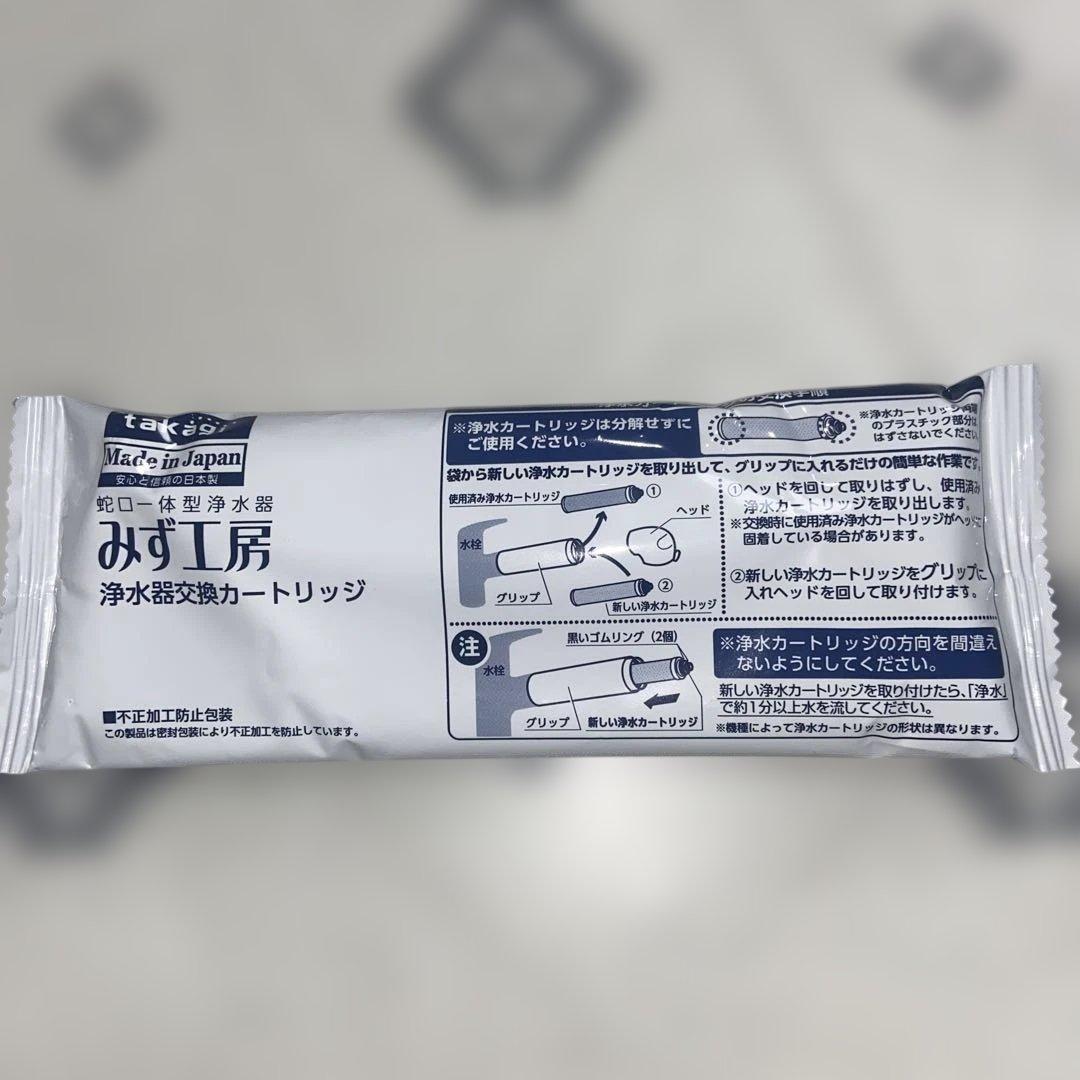 takagi
Made in Japan
安心と信頼の日本製
蛇口一体型浄水器
みず工房
浄水器交換カートリッジ
■不正加工防止包装
この製品は密封包装により不正加工を防止しています。
※浄水カートリッジは分解せずに
ご使用ください。
※浄水カートリッジ両端
のプラスチック部分は
はずさないでください。
袋から新しい浄水カートリッジを取り出して、グリップに入れるだけの簡単な作業です。
使用済み浄水カートリッジ
①
ヘッド
水栓
グリップ
②
新しい浄水カートリッジ
①ヘッドを回して取りはずし、使用済み
浄水カートリッジを取り出します。
※交換時に使用済み浄水カートリッジがヘッドに
固着している場合があります。
②新しい浄水カートリッジをグリップに
入れヘッドを回して取り付けます。
注
黒いゴムリング（2個）
水栓
グリップ
新しい浄水カートリッジ
※浄水カートリッジの方向を間違え
ないようにしてください。
新しい浄水カートリッジを取り付けたら、「浄水」
で約1分以上水を流してください。
※機種によって浄水カートリッジの形状は異なります。